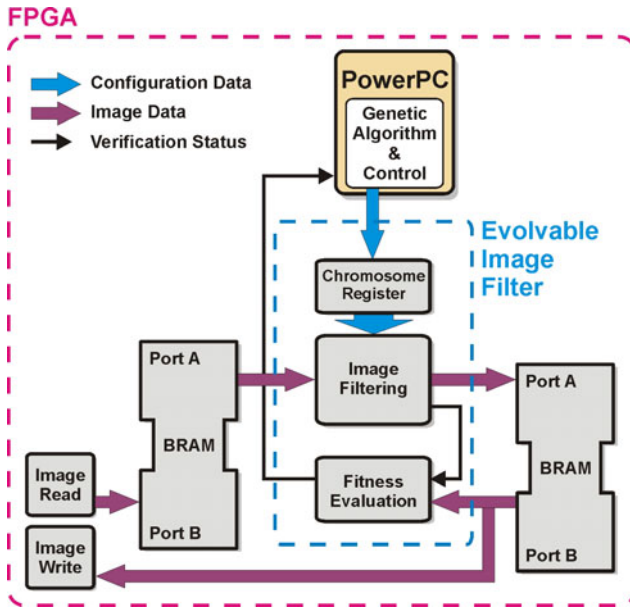 FPGA
Configuration Data
Image Data
Verification Status
PowerPC
Genetic
Algorithm
&
Control
Evolvable
Image
Filter
Chromosome
Register
Port A
BRAM
Port B
Image
Filtering
Port A
BRAM
Port B
Image
Read
Fitness
Evaluation
Image
Write